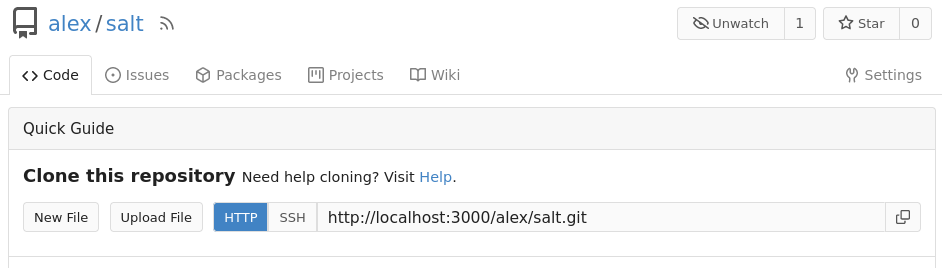 alex/salt Unwatch 1 Star 0
Code Issues Packages Projects Wiki Settings
Quick Guide
Clone this repository Need help cloning? Visit Help.
New File Upload File HTTP SSH http://localhost:3000/alex/salt.git